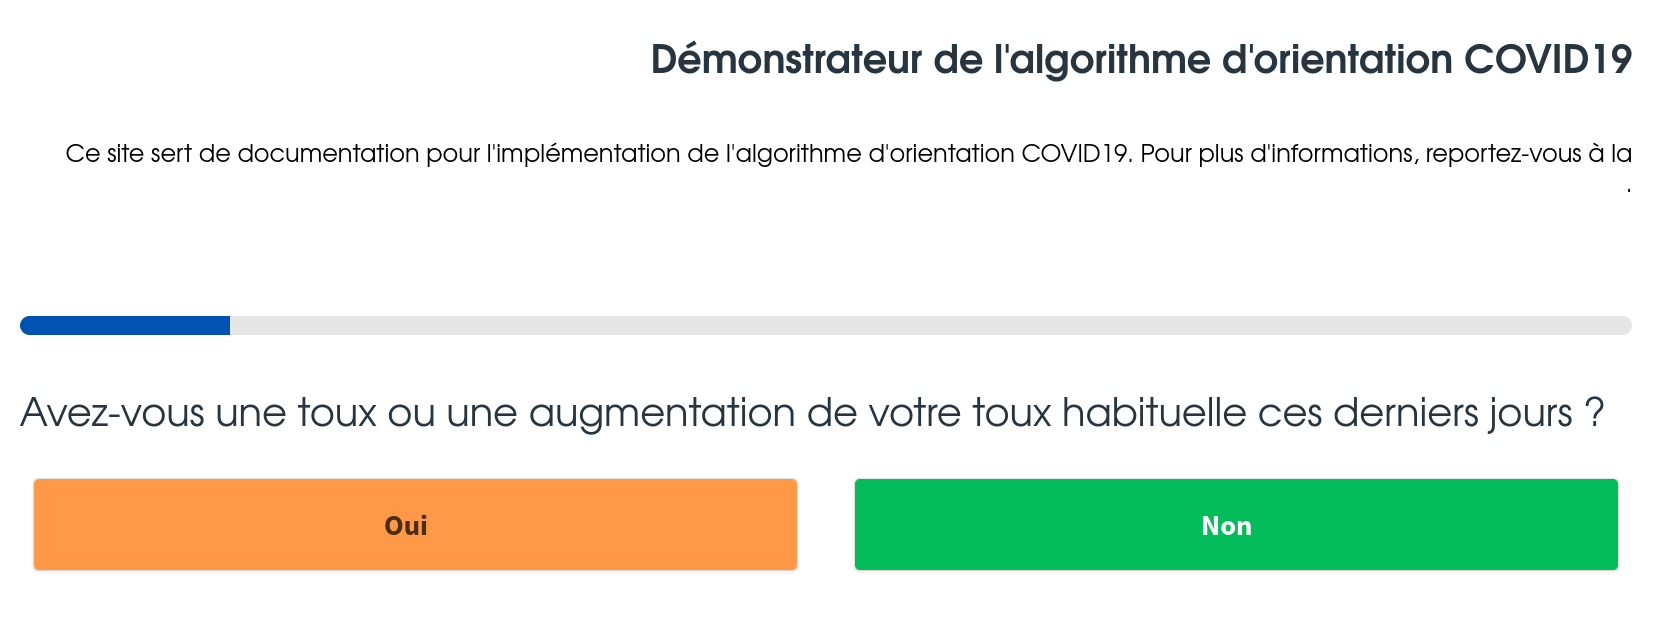 Démonstrateur de l'algorithme d'orientation COVID19
Ce site sert de documentation pour l'implémentation de l'algorithme d'orientation COVID19. Pour plus d'informations, reportez-vous à la
.
Avez-vous une toux ou une augmentation de votre toux habituelle ces derniers jours ?
Oui
Non